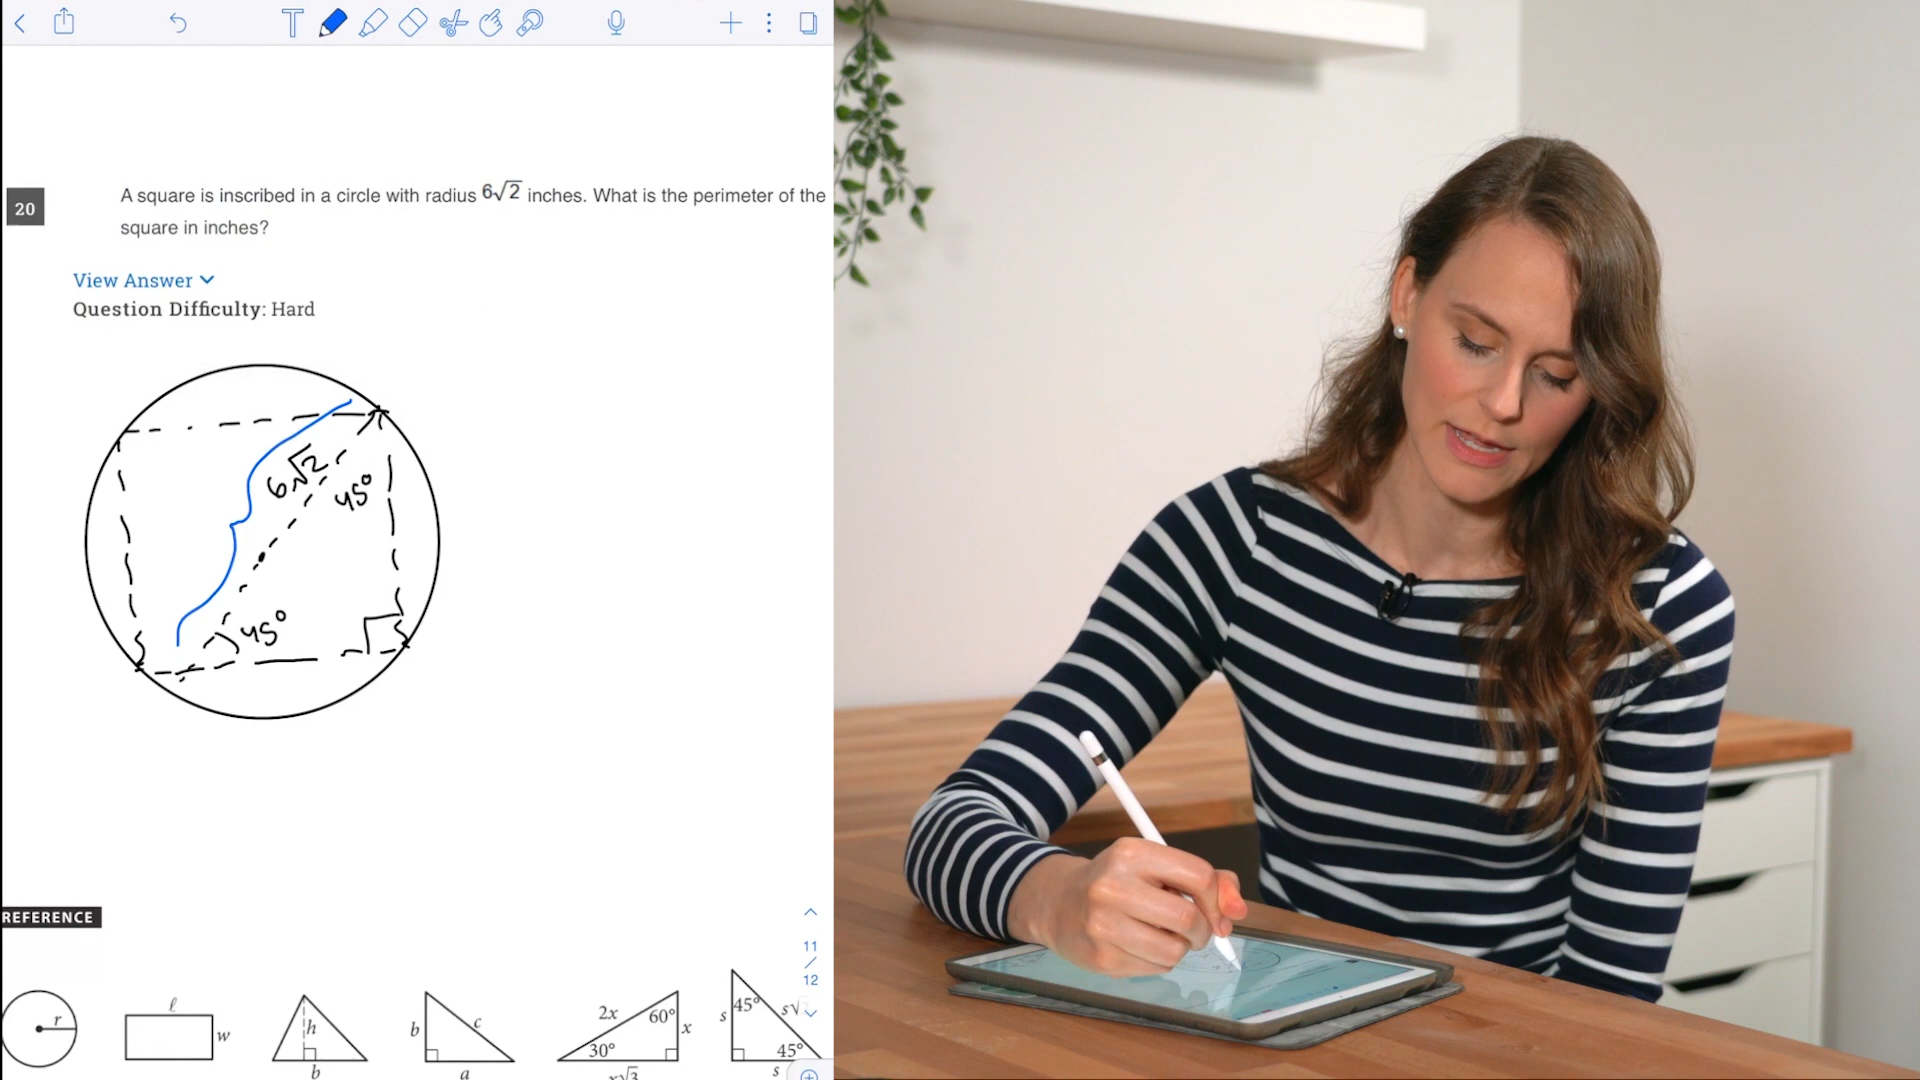 A square is inscribed in a circle with radius 6√2 inches. What is the perimeter of the
20
square in inches?
View Answer
Question Difficulty: Hard
6√2
45°
45°
REFERENCE
11
/
12
r
ℓ
w
h
b
b
c
a
2x
60°
x
30°
x√3
45°
s
s√
45°
s